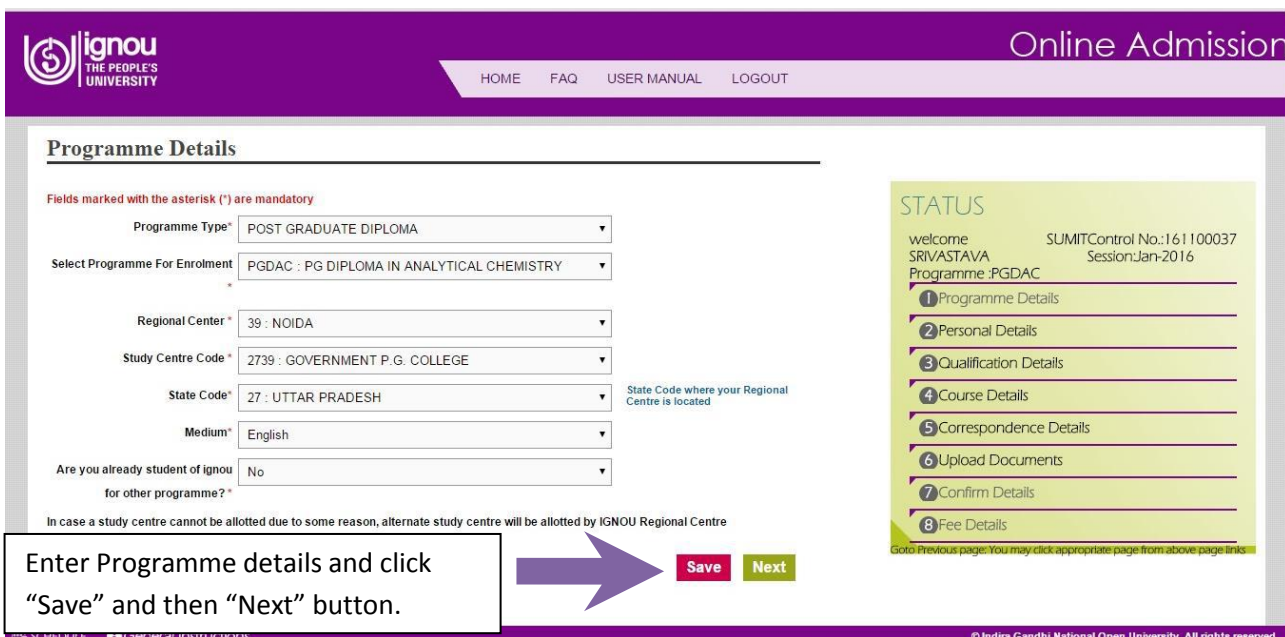 ignou
THE PEOPLE'S
UNIVERSITY
Online Admission
HOME FAQ USER MANUAL LOGOUT
Programme Details
Fields marked with the asterisk (*) are mandatory
Programme Type* POST GRADUATE DIPLOMA
Select Programme For Enrolment PGDAC : PG DIPLOMA IN ANALYTICAL CHEMISTRY
*
Regional Center * 39 : NOIDA
Study Centre Code * 2739 : GOVERNMENT P.G. COLLEGE
State Code* 27 : UTTAR PRADESH
State Code where your Regional
Centre is located
Medium* English
Are you already student of ignou No
for other programme? *
In case a study centre cannot be allotted due to some reason, alternate study centre will be allotted by IGNOU Regional Centre
Enter Programme details and click
“Save” and then “Next” button.
Save Next
STATUS
welcome SUMITControl No.:161100037
SRIVASTAVA Session:Jan-2016
Programme :PGDAC
1 Programme Details
2 Personal Details
3 Qualification Details
4 Course Details
5 Correspondence Details
6 Upload Documents
7 Confirm Details
8 Fee Details
Goto Previous page: You may click appropriate page from above page links
© Indira Gandhi National Open University. All rights reserved